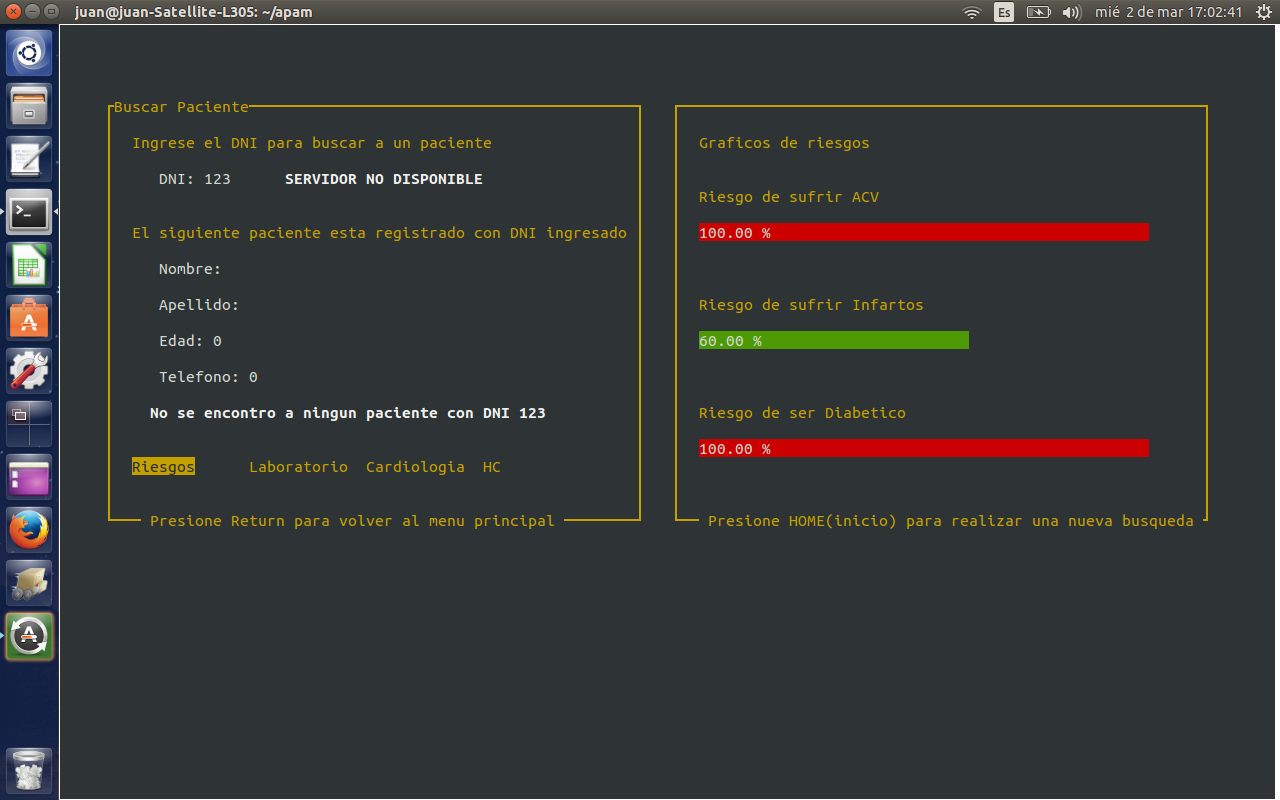 juan@juan-Satellite-L305: ~/apam
Es
mié 2 de mar 17:02:41
Buscar Paciente
Ingrese el DNI para buscar a un paciente
DNI: 123 SERVIDOR NO DISPONIBLE
El siguiente paciente esta registrado con DNI ingresado
Nombre:
Apellido:
Edad: 0
Telefono: 0
No se encontro a ningun paciente con DNI 123
Riesgos Laboratorio Cardiologia HC
Presione Return para volver al menu principal
Graficos de riesgos
Riesgo de sufrir ACV
100.00 %
Riesgo de sufrir Infartos
60.00 %
Riesgo de ser Diabetico
100.00 %
Presione HOME(inicio) para realizar una nueva busqueda